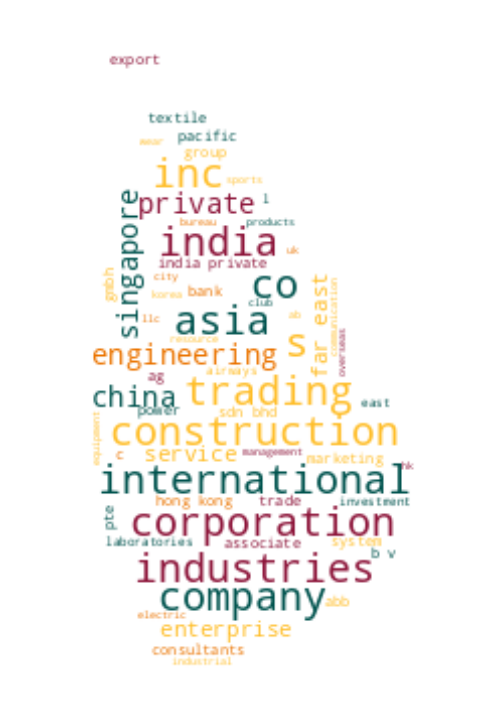 export
textile
pacific
wear
group
inc
sports
singapore
private
l
bureau
products
india
uk
india private
gmbh
city
bank
co
korea
club
far east
communication
llc
asia
ab
resource
s
overseas
engineering
airways
ag
china
trading
east
power
sdn bhd
equipment
construction
c
service
management
marketing
hk
international
hong kong
trade
investment
pte
corporation
laboratories
associate
system
b v
industries
company
abb
electric
enterprise
consultants
industrial